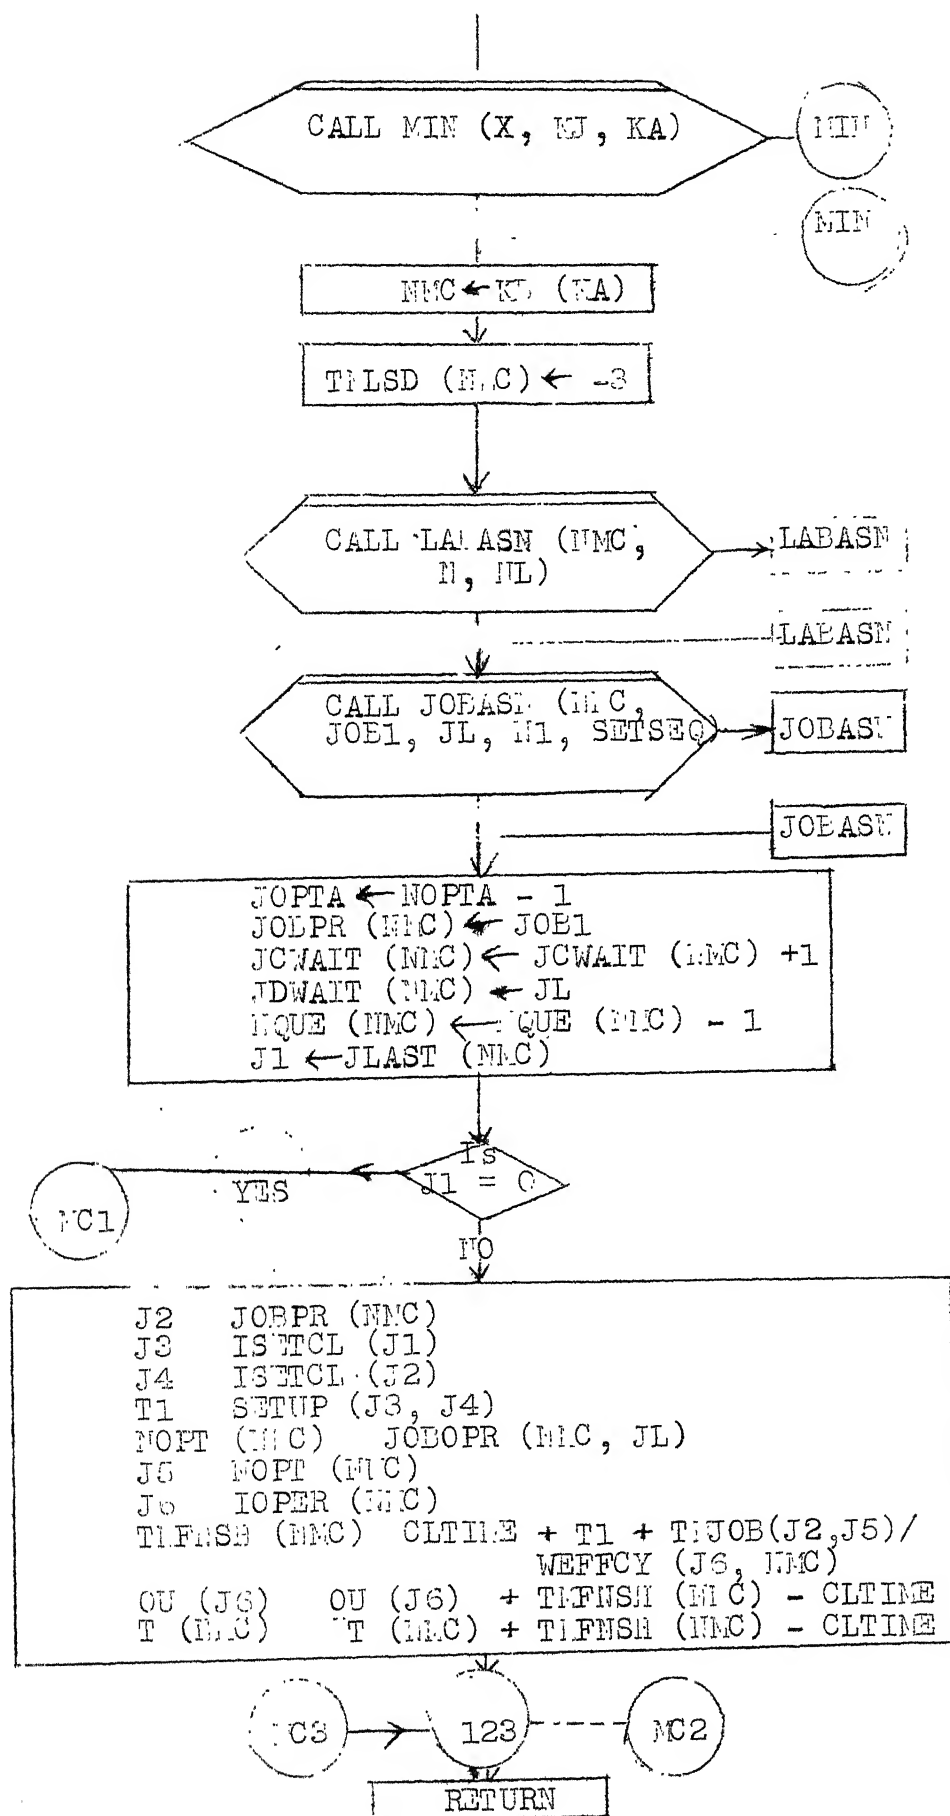 CALL MIN (X, KJ, KA)
MIN
MIN
NMC ← (KA)
(NMC) ← -3
CALL LABASN (NMC,
N, NL)
LABASN
LABASN
CALL JOBASN (NMC,
JOB1, JL, N1, SETSEQ)
JOBASN
JOBASN
JOPTA ← NOPTA - 1
JOBPR (NMC) ← JOB1
JCWAIT (NMC) ← JCWAIT (NMC) +1
JDWAIT (NMC) ← JL
NQUE (NMC) ← NQUE (NMC) - 1
J1 ← JLAST (NMC)
Is
J1 = 0
YES
MC1
NO
J2 JOBPR (NMC)
J3 ISETCL (J1)
J4 ISETCL (J2)
T1 SETUP (J3, J4)
NOPT (NMC) JOBOPR (NMC, JL)
J5 NOPT (NMC)
J6 IOPER (NMC)
TMFNSH (NMC) CLTIME + T1 + TMJOB(J2,J5)/
WEFFCY (J6, NMC)
OU (J6) OU (J6) + TMFNSH (NMC) - CLTIME
T (NMC) T (NMC) + TMFNSH (NMC) - CLTIME
MC3
123
MC2
RETURN